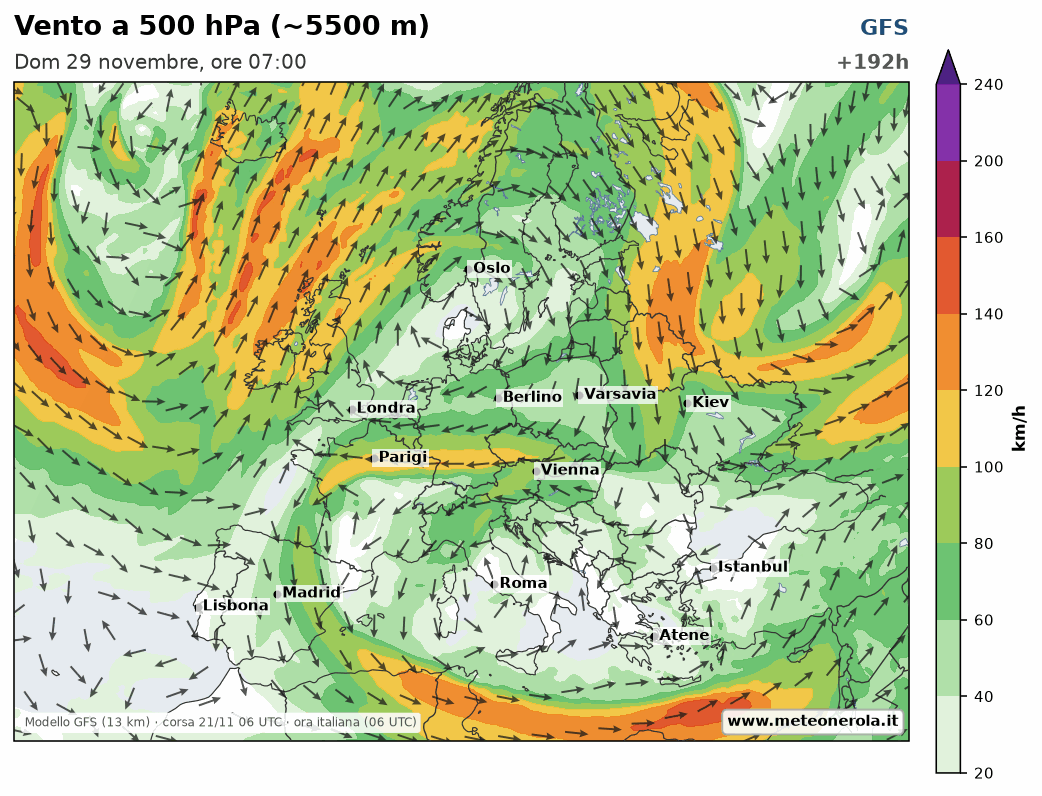 Vento a 500 hPa (~5500 m)
GFS
Dom 29 novembre, ore 07:00
+192h
240
200
160
140
120
100
80
60
40
20
km/h
Oslo
Londra
Berlino
Varsavia
Kiev
Parigi
Vienna
Istanbul
Madrid
Roma
Lisbona
Atene
Modello GFS (13 km) · corsa 21/11 06 UTC · ora italiana (06 UTC)
www.meteonerola.it